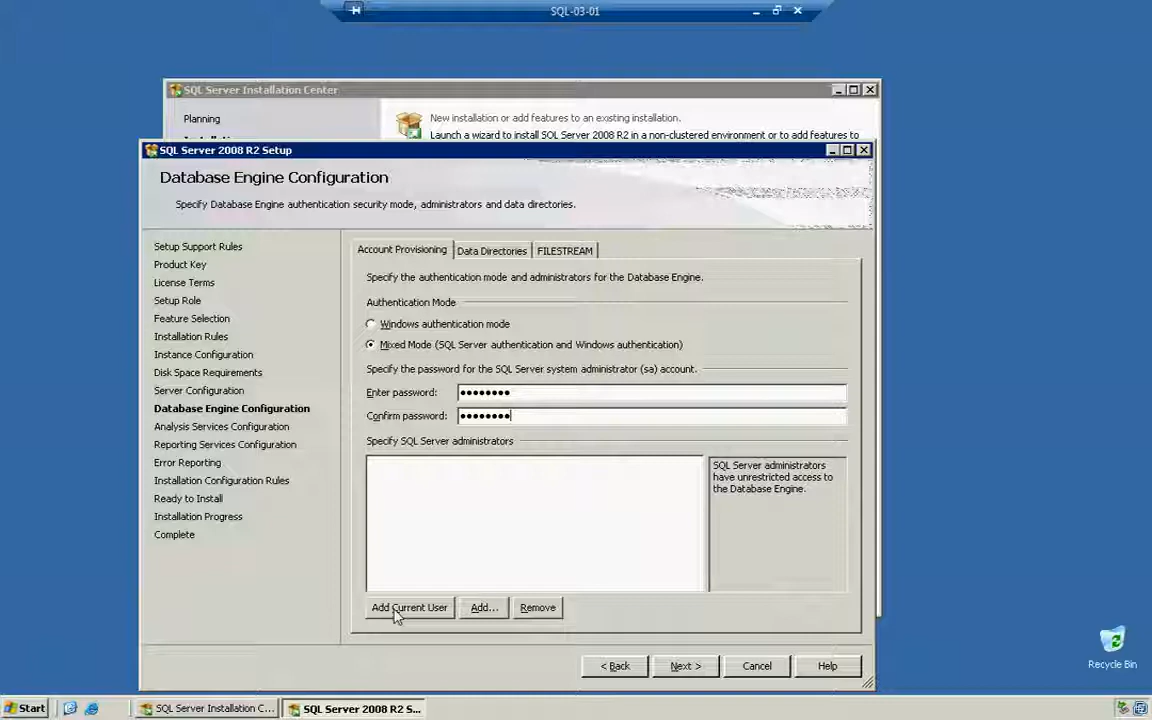 SQL-03-01
SQL Server Installation Center
Planning
New installation or add features to an existing installation.
Launch a wizard to install SQL Server 2008 R2 in a non-clustered environment or to add features to
SQL Server 2008 R2 Setup
Database Engine Configuration
Specify Database Engine authentication security mode, administrators and data directories.
Setup Support Rules
Product Key
License Terms
Setup Role
Feature Selection
Installation Rules
Instance Configuration
Disk Space Requirements
Server Configuration
Database Engine Configuration
Analysis Services Configuration
Reporting Services Configuration
Error Reporting
Installation Configuration Rules
Ready to Install
Installation Progress
Complete
Account Provisioning
Data Directories
FILESTREAM
Specify the authentication mode and administrators for the Database Engine.
Authentication Mode
Windows authentication mode
Mixed Mode (SQL Server authentication and Windows authentication)
Specify the password for the SQL Server system administrator (sa) account.
Enter password:
Confirm password:
Specify SQL Server administrators
SQL Server administrators
have unrestricted access to
the Database Engine.
Add Current User
Add...
Remove
< Back
Next >
Cancel
Help
Recycle Bin
Start
SQL Server Installation C...
SQL Server 2008 R2 S...